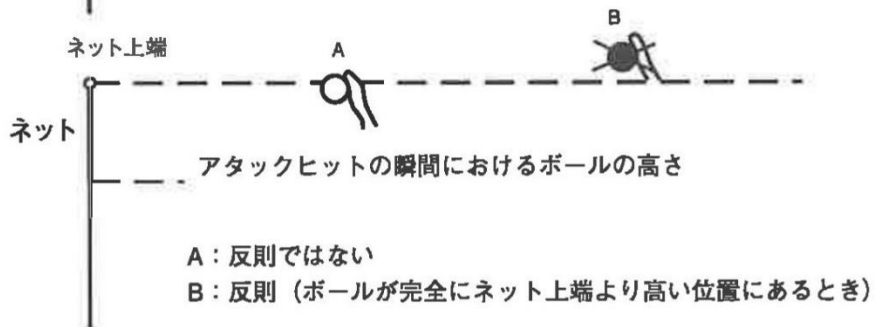 B
ネット上端
A
ネット
アタックヒットの瞬間におけるボールの高さ
A：反則ではない
B：反則（ボールが完全にネット上端より高い位置にあるとき）